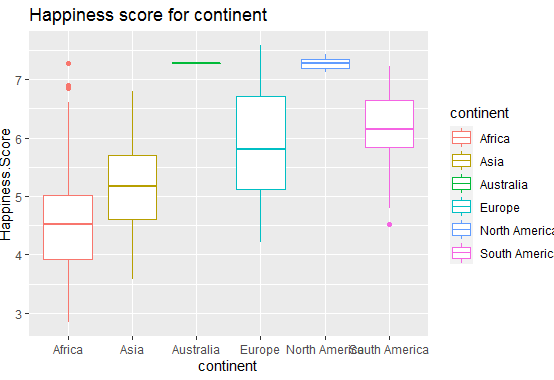 Happiness score for continent
Happiness.Score
7
6
5
4
3
Africa
Asia
Australia
Europe
North America
South America
continent
continent
Africa
Asia
Australia
Europe
North America
South America